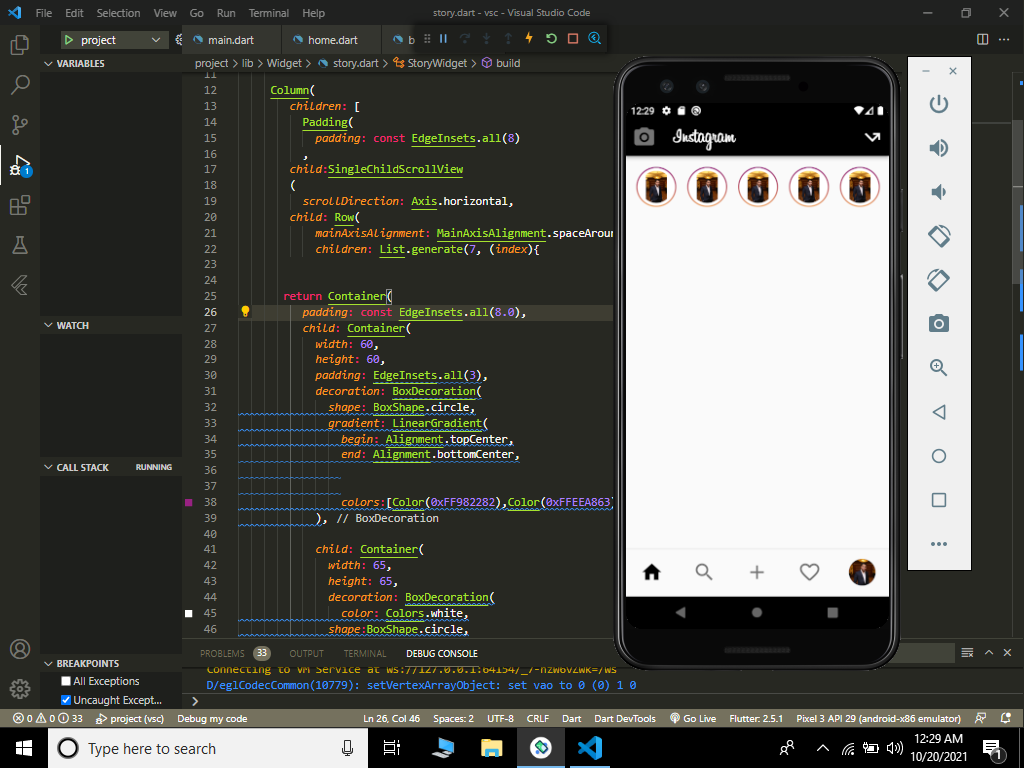 File Edit Selection View Go Run Terminal Help story.dart - vsc - Visual Studio Code
project main.dart home.dart b
VARIABLES project > lib > Widget > story.dart > StoryWidget > build
11
12 Column(
13 children: [
14 Padding(
15 padding: const EdgeInsets.all(8)
16 ,
17 child:SingleChildScrollView
18 (
19 scrollDirection: Axis.horizontal,
20 child: Row(
21 mainAxisAlignment: MainAxisAlignment.spaceAroun
22 children: List.generate(7, (index){
23
24
25 return Container(
26 padding: const EdgeInsets.all(8.0),
27 child: Container(
28 width: 60,
29 height: 60,
30 padding: EdgeInsets.all(3),
31 decoration: BoxDecoration(
32 shape: BoxShape.circle,
33 gradient: LinearGradient(
34 begin: Alignment.topCenter,
35 end: Alignment.bottomCenter,
36
37
38 colors:[Color(0xFF982282),Color(0xFFEEA863)
39 ), // BoxDecoration
40
41 child: Container(
42 width: 65,
43 height: 65,
44 decoration: BoxDecoration(
45 color: Colors.white,
46 shape:BoxShape.circle,
12:29
Instagram
WATCH
CALL STACK RUNNING
BREAKPOINTS
All Exceptions
Uncaught Except...
1
PROBLEMS 33 OUTPUT TERMINAL DEBUG CONSOLE
Connecting to VM Service at ws://127.0.0.1:64154/_7-nzw6vZwk=/ws
D/eglCodecCommon(10779): setVertexArrayObject: set vao to 0 (0) 1 0
0 0 33 project (vsc) Debug my code Ln 26, Col 46 Spaces: 2 UTF-8 CRLF Dart Dart DevTools Go Live Flutter: 2.5.1 Pixel 3 API 29 (android-x86 emulator)
Type here to search
12:29 AM
10/20/2021
1